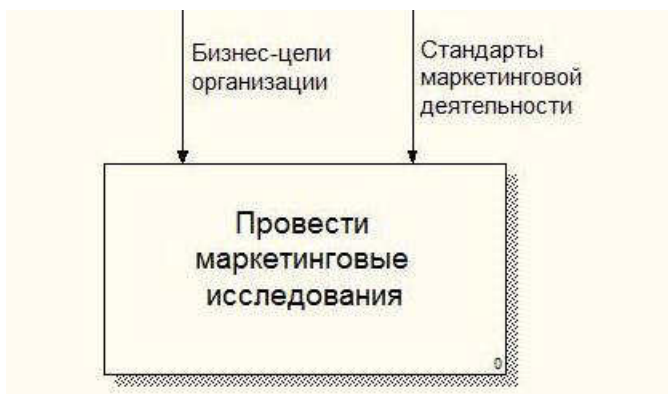 Бизнес-цели
организации
Стандарты
маркетинговой
деятельности
Провести
маркетинговые
исследования
0